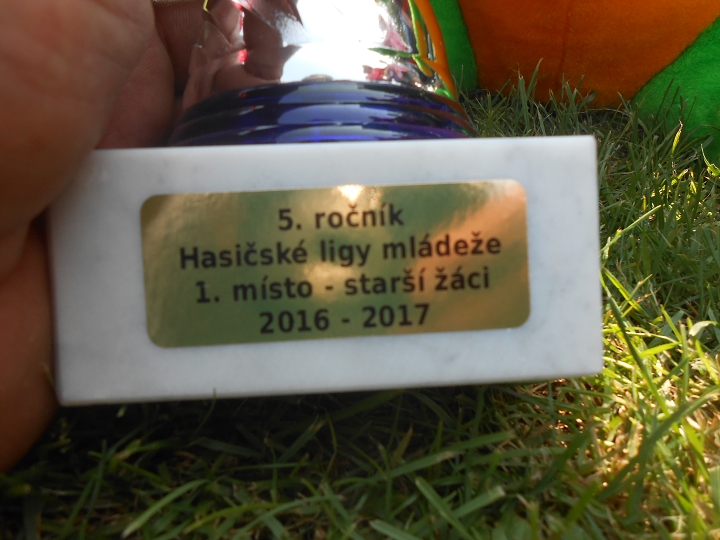 5. ročník
Hasičské ligy mládeže
1. místo - starší žáci
2016 - 2017